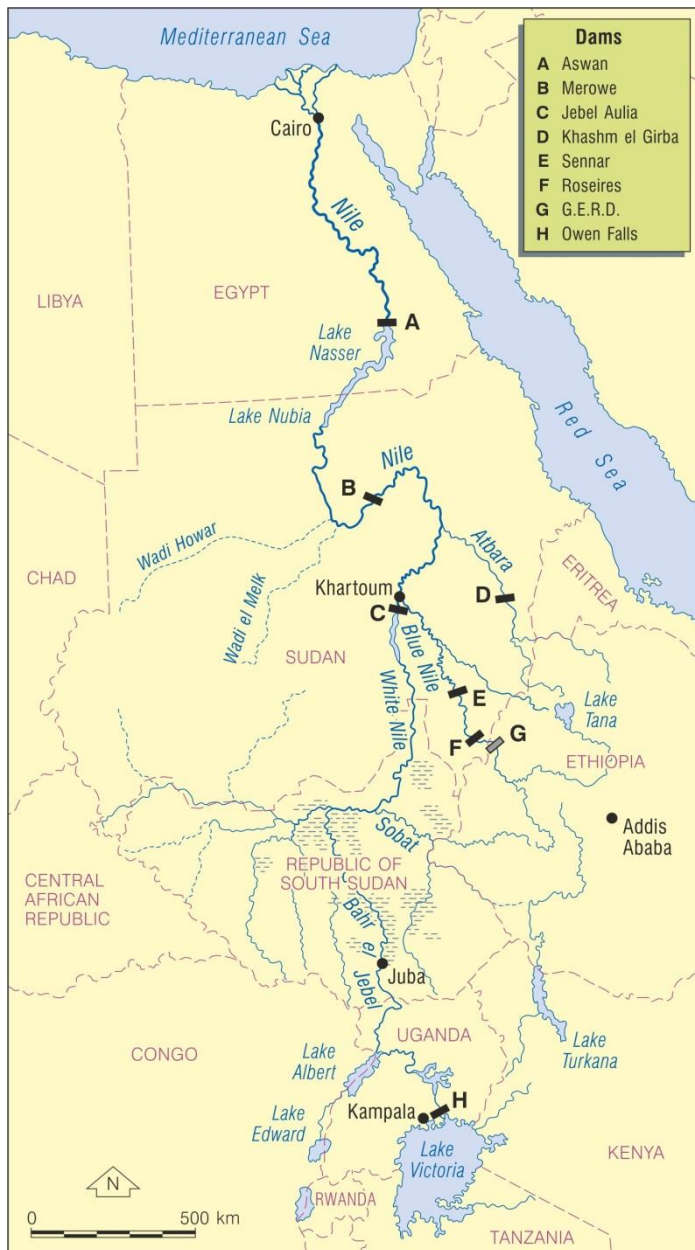 Mediterranean Sea
Dams
A Aswan
B Merowe
C Jebel Aulia
D Khashm el Girba
E Sennar
F Roseires
G G.E.R.D.
H Owen Falls
Cairo
Nile
LIBYA
EGYPT
A
Lake
Nasser
Lake Nubia
Red Sea
Nile
B
Wadi Howar
Atbara
CHAD
ERITREA
Khartoum
D
C
Wadi el Melk
Blue Nile
SUDAN
White Nile
E
Lake
Tana
F
G
ETHIOPIA
Sobat
Addis
Ababa
REPUBLIC OF
SOUTH SUDAN
CENTRAL
AFRICAN
REPUBLIC
Bahr el
Jebel
Juba
UGANDA
CONGO
Lake
Albert
Lake
Turkana
H
Kampala
Lake
Edward
Lake
Victoria
KENYA
N
RWANDA
0 500 km
TANZANIA